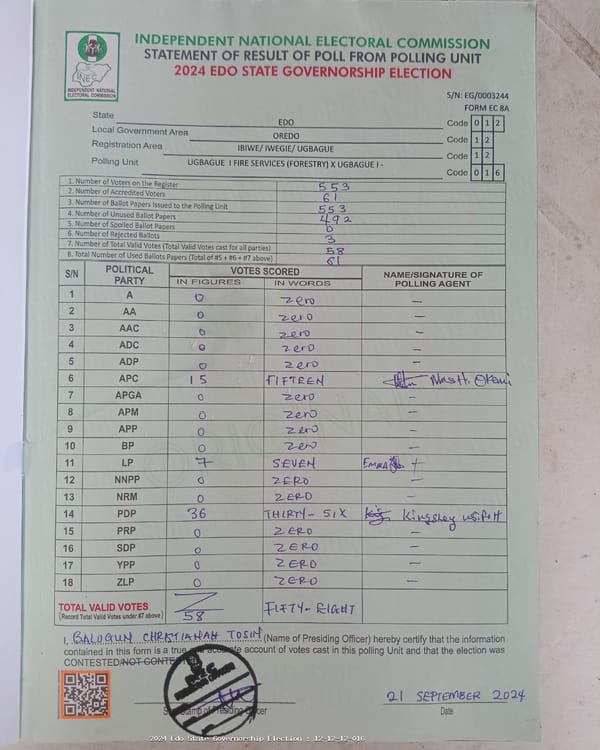 INDEPENDENT NATIONAL ELECTORAL COMMISSION
STATEMENT OF RESULT OF POLL FROM POLLING UNIT
2024 EDO STATE GOVERNORSHIP ELECTION
INEC
INDEPENDENT NATIONAL
ELECTORAL COMMISSION
S/N: EG/0003244
FORM EC 8A
State EDO Code 0 1 2
Local Government Area OREDO Code 1 2
Registration Area IBIWE/ IWEGIE/ UGBAGUE Code 1 2
Polling Unit UGBAGUE I FIRE SERVICES (FORESTRY) X UGBAGUE I - Code 0 1 6
1. Number of Voters on the Register 553
2. Number of Accredited Voters 61
3. Number of Ballot Papers Issued to the Polling Unit 553
4. Number of Unused Ballot Papers 492
5. Number of Spoiled Ballot Papers 0
6. Number of Rejected Ballots 3
7. Number of Total Valid Votes (Total Valid Votes cast for all parties) 58
8. Total Number of Used Ballots Papers (Total of #5 + #6 + #7 above) 61
S/N POLITICAL PARTY VOTES SCORED NAME/SIGNATURE OF POLLING AGENT
IN FIGURES IN WORDS
1 A 0 zero —
2 AA 0 zero —
3 AAC 0 zero —
4 ADC 0 zero —
5 ADP 0 zero —
6 APC 15 FIFTEEN
7 APGA 0 zero —
8 APM 0 zero —
9 APP 0 zero —
10 BP 0 zero —
11 LP 7 SEVEN
12 NNPP 0 ZERO —
13 NRM 0 ZERO —
14 PDP 36 THIRTY-SIX Kingsley
15 PRP 0 ZERO —
16 SDP 0 ZERO —
17 YPP 0 ZERO —
18 ZLP 0 ZERO —
TOTAL VALID VOTES 58 FIFTY-EIGHT
(Record Total Valid Votes under #7 above)
I, BALOGUN CHRISTIANAH TOSIN (Name of Presiding Officer) hereby certify that the information
contained in this form is a true and accurate account of votes cast in this polling Unit and that the election was
CONTESTED/NOT CONTESTED
21 SEPTEMBER 2024
Date
2024 Edo State Governorship Election : 12-12-12-016